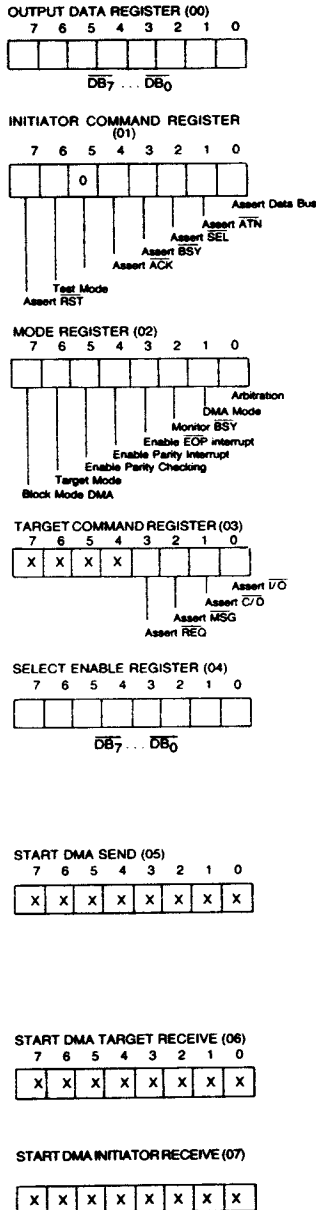 OUTPUT DATA REGISTER (00)
7 6 5 4 3 2 1 0
DB7 ... DB0
INITIATOR COMMAND REGISTER
(01)
7 6 5 4 3 2 1 0
0
Assert Data Bus
Assert ATN
Assert SEL
Assert BSY
Assert ACK
Test Mode
Assert RST
MODE REGISTER (02)
7 6 5 4 3 2 1 0
Arbitration
DMA Mode
Monitor BSY
Enable EOP interrupt
Enable Parity Interrupt
Enable Parity Checking
Target Mode
Block Mode DMA
TARGET COMMAND REGISTER (03)
7 6 5 4 3 2 1 0
X X X X
Assert I/O
Assert C/D
Assert MSG
Assert REQ
SELECT ENABLE REGISTER (04)
7 6 5 4 3 2 1 0
DB7 ... DB0
START DMA SEND (05)
7 6 5 4 3 2 1 0
X X X X X X X X
START DMA TARGET RECEIVE (06)
7 6 5 4 3 2 1 0
X X X X X X X X
START DMA INITIATOR RECEIVE (07)
X X X X X X X X